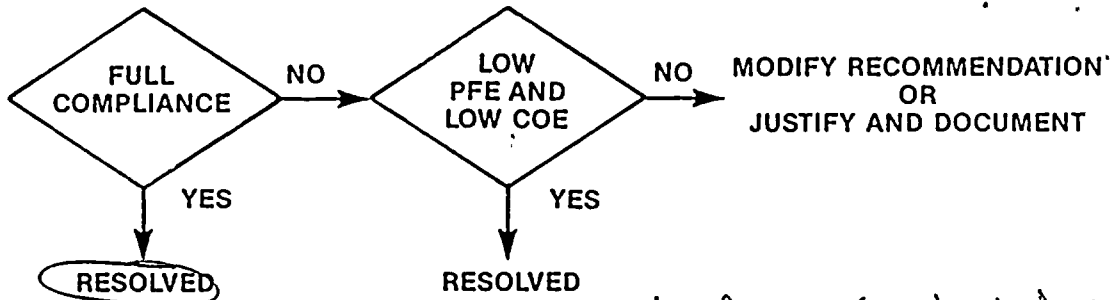 FULL
COMPLIANCE
NO
LOW
PFE AND
LOW COE
NO
MODIFY RECOMMENDATION
OR
JUSTIFY AND DOCUMENT
YES
YES
RESOLVED
RESOLVED